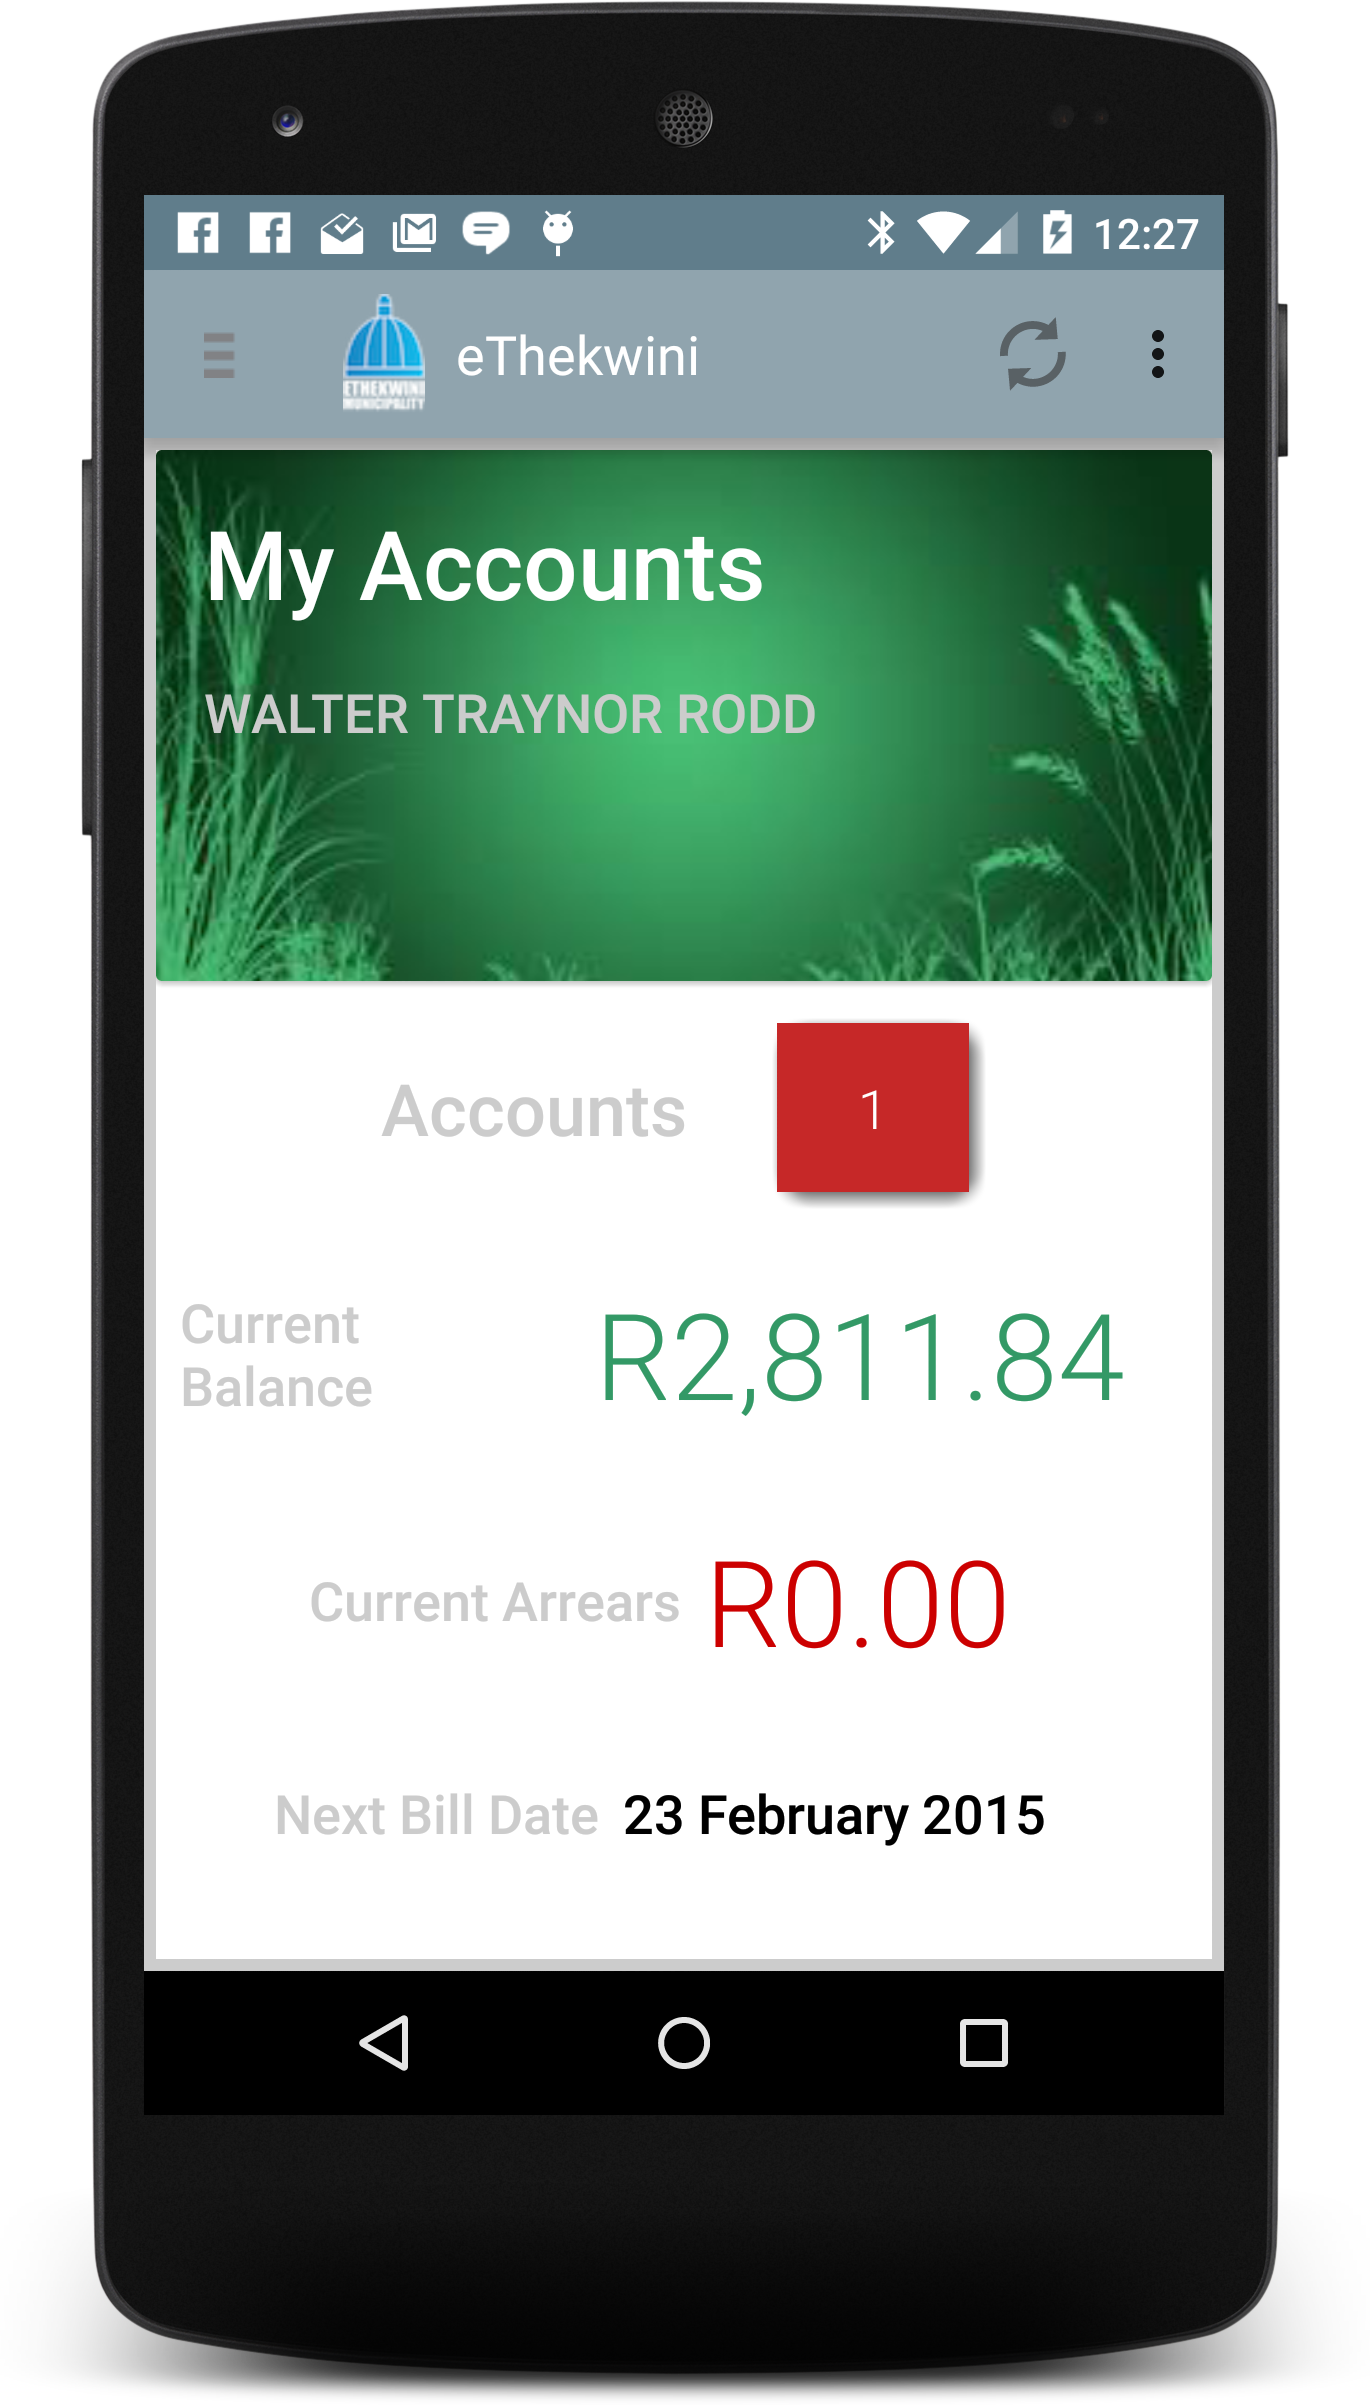 12:27
ETHEKWINI
MUNICIPALITY
eThekwini
My Accounts
WALTER TRAYNOR RODD
Accounts 1
Current
Balance
R2,811.84
Current Arrears R0.00
Next Bill Date 23 February 2015